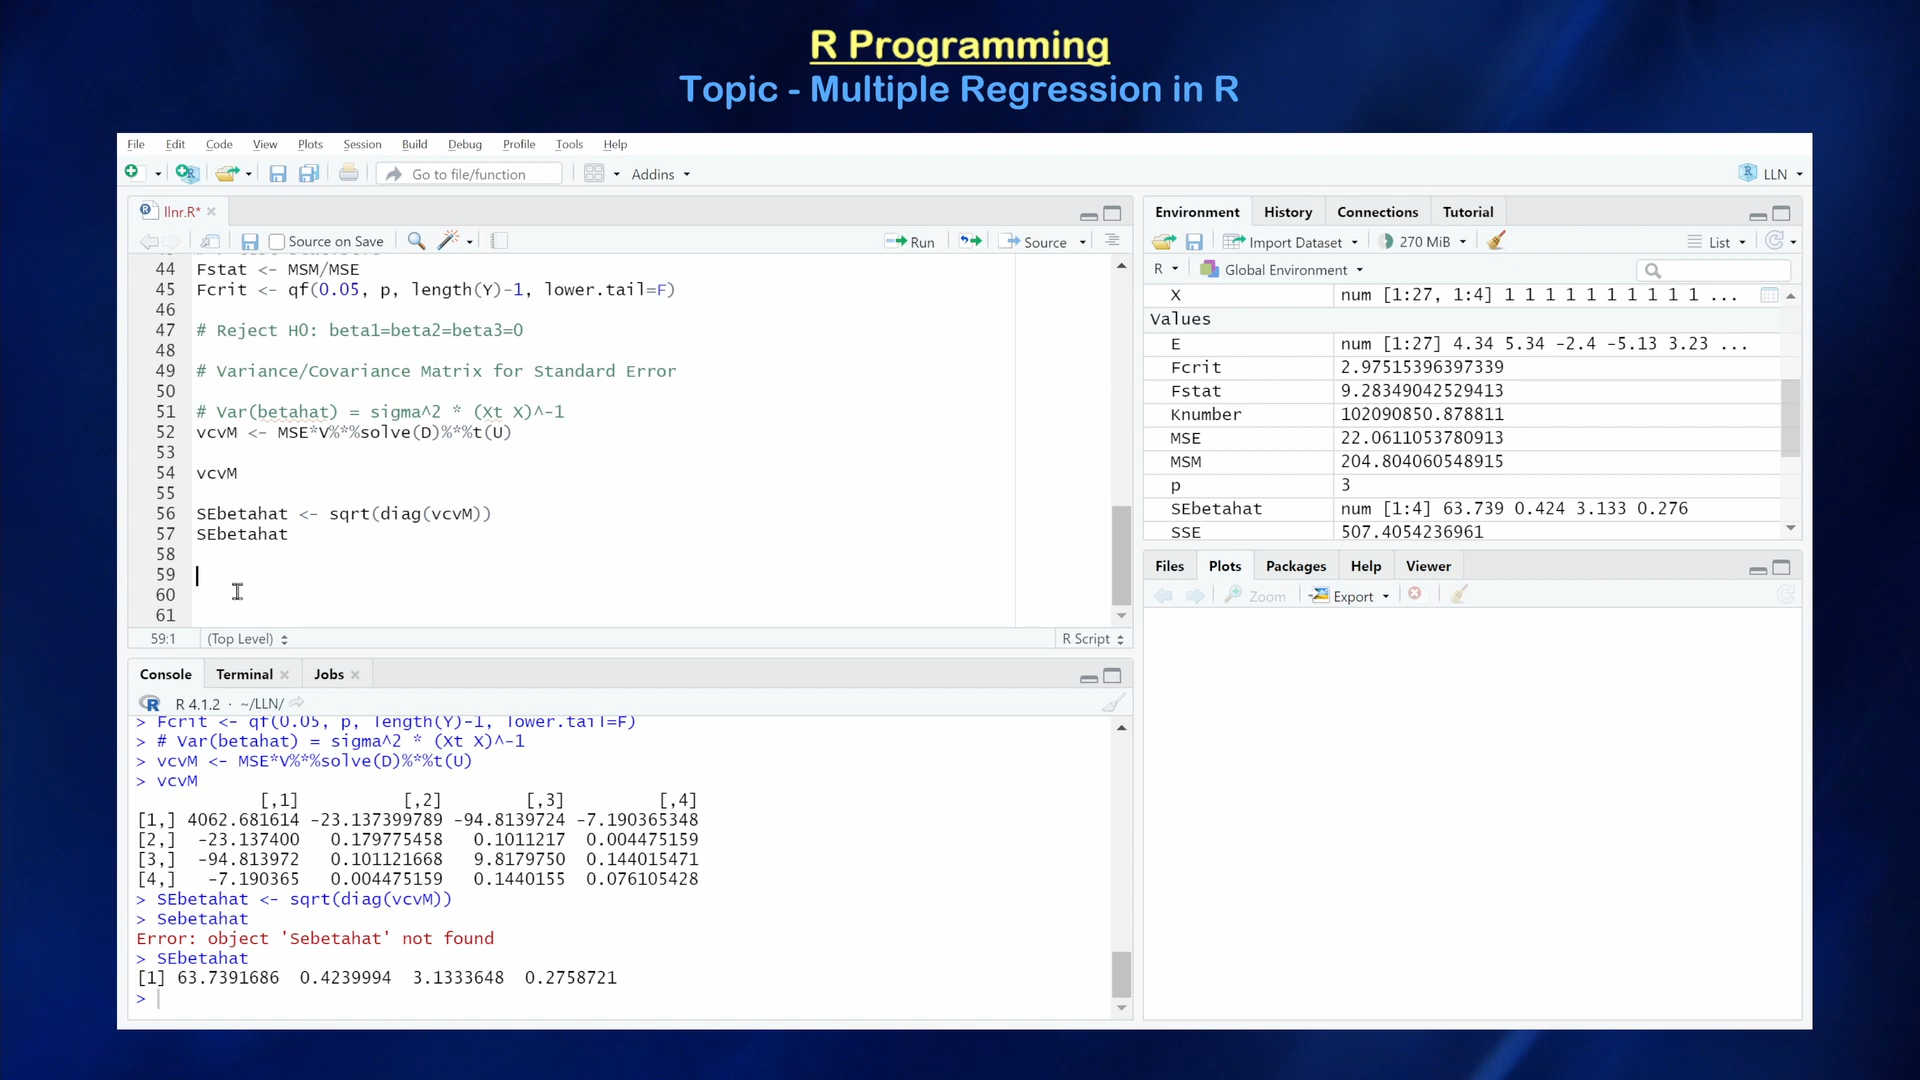 R Programming
Topic - Multiple Regression in R
File Edit Code View Plots Session Build Debug Profile Tools Help
Go to file/function Addins LLN
llnr.R*
Source on Save Run Source
44 Fstat <- MSM/MSE
45 Fcrit <- qf(0.05, p, length(Y)-1, lower.tail=F)
46
47 # Reject H0: beta1=beta2=beta3=0
48
49 # Variance/Covariance Matrix for Standard Error
50
51 # Var(betahat) = sigma^2 * (Xt X)^-1
52 vcvM <- MSE*V%*%solve(D)%*%t(U)
53
54 vcvM
55
56 SEbetahat <- sqrt(diag(vcvM))
57 SEbetahat
58
59
60
61
59:1 (Top Level) R Script
Console Terminal Jobs
R 4.1.2 · ~/LLN/
> Fcrit <- qf(0.05, p, length(Y)-1, lower.tail=F)
> # Var(betahat) = sigma^2 * (Xt X)^-1
> vcvM <- MSE*V%*%solve(D)%*%t(U)
> vcvM
[,1] [,2] [,3] [,4]
[1,] 4062.681614 -23.137399789 -94.8139724 -7.190365348
[2,] -23.137400 0.179775458 0.1011217 0.004475159
[3,] -94.813972 0.101121668 9.8179750 0.144015471
[4,] -7.190365 0.004475159 0.1440155 0.076105428
> SEbetahat <- sqrt(diag(vcvM))
> Sebetahat
Error: object 'Sebetahat' not found
> SEbetahat
[1] 63.7391686 0.4239994 3.1333648 0.2758721
>
Environment History Connections Tutorial
Import Dataset 270 MiB List
R Global Environment
X num [1:27, 1:4] 1 1 1 1 1 1 1 1 1 1 ...
Values
E num [1:27] 4.34 5.34 -2.4 -5.13 3.23 ...
Fcrit 2.97515396397339
Fstat 9.28349042529413
Knumber 102090850.878811
MSE 22.0611053780913
MSM 204.804060548915
p 3
SEbetahat num [1:4] 63.739 0.424 3.133 0.276
SSE 507.4054236961
Files Plots Packages Help Viewer
Zoom Export